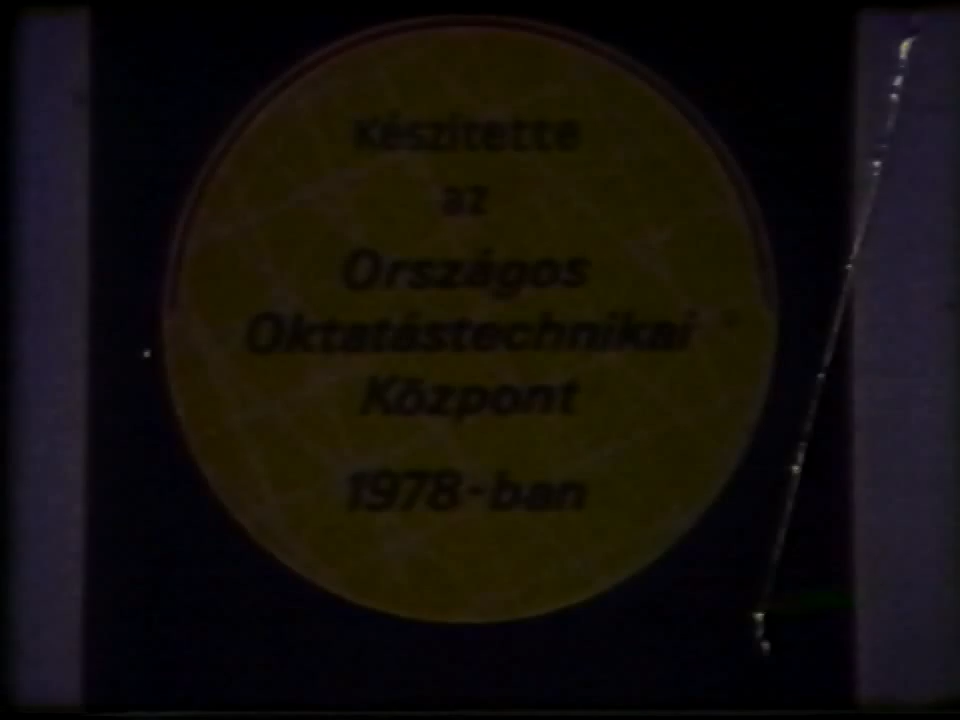 Készítette
az
Országos
Oktatástechnikai
Központ
1978-ban